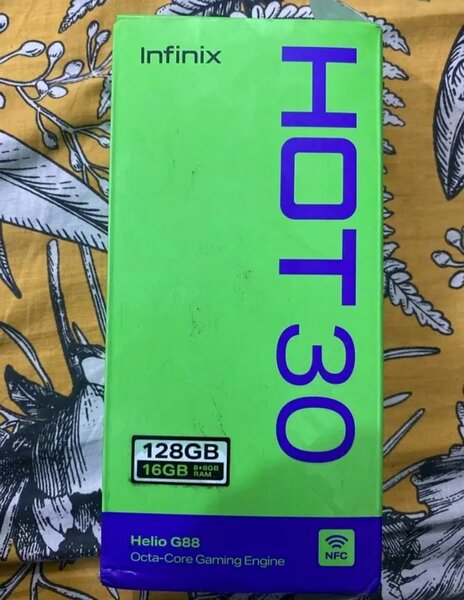 Infinix
HOT 30
128GB
16GB 8+8GB RAM
Helio G88
Octa-Core Gaming Engine
NFC